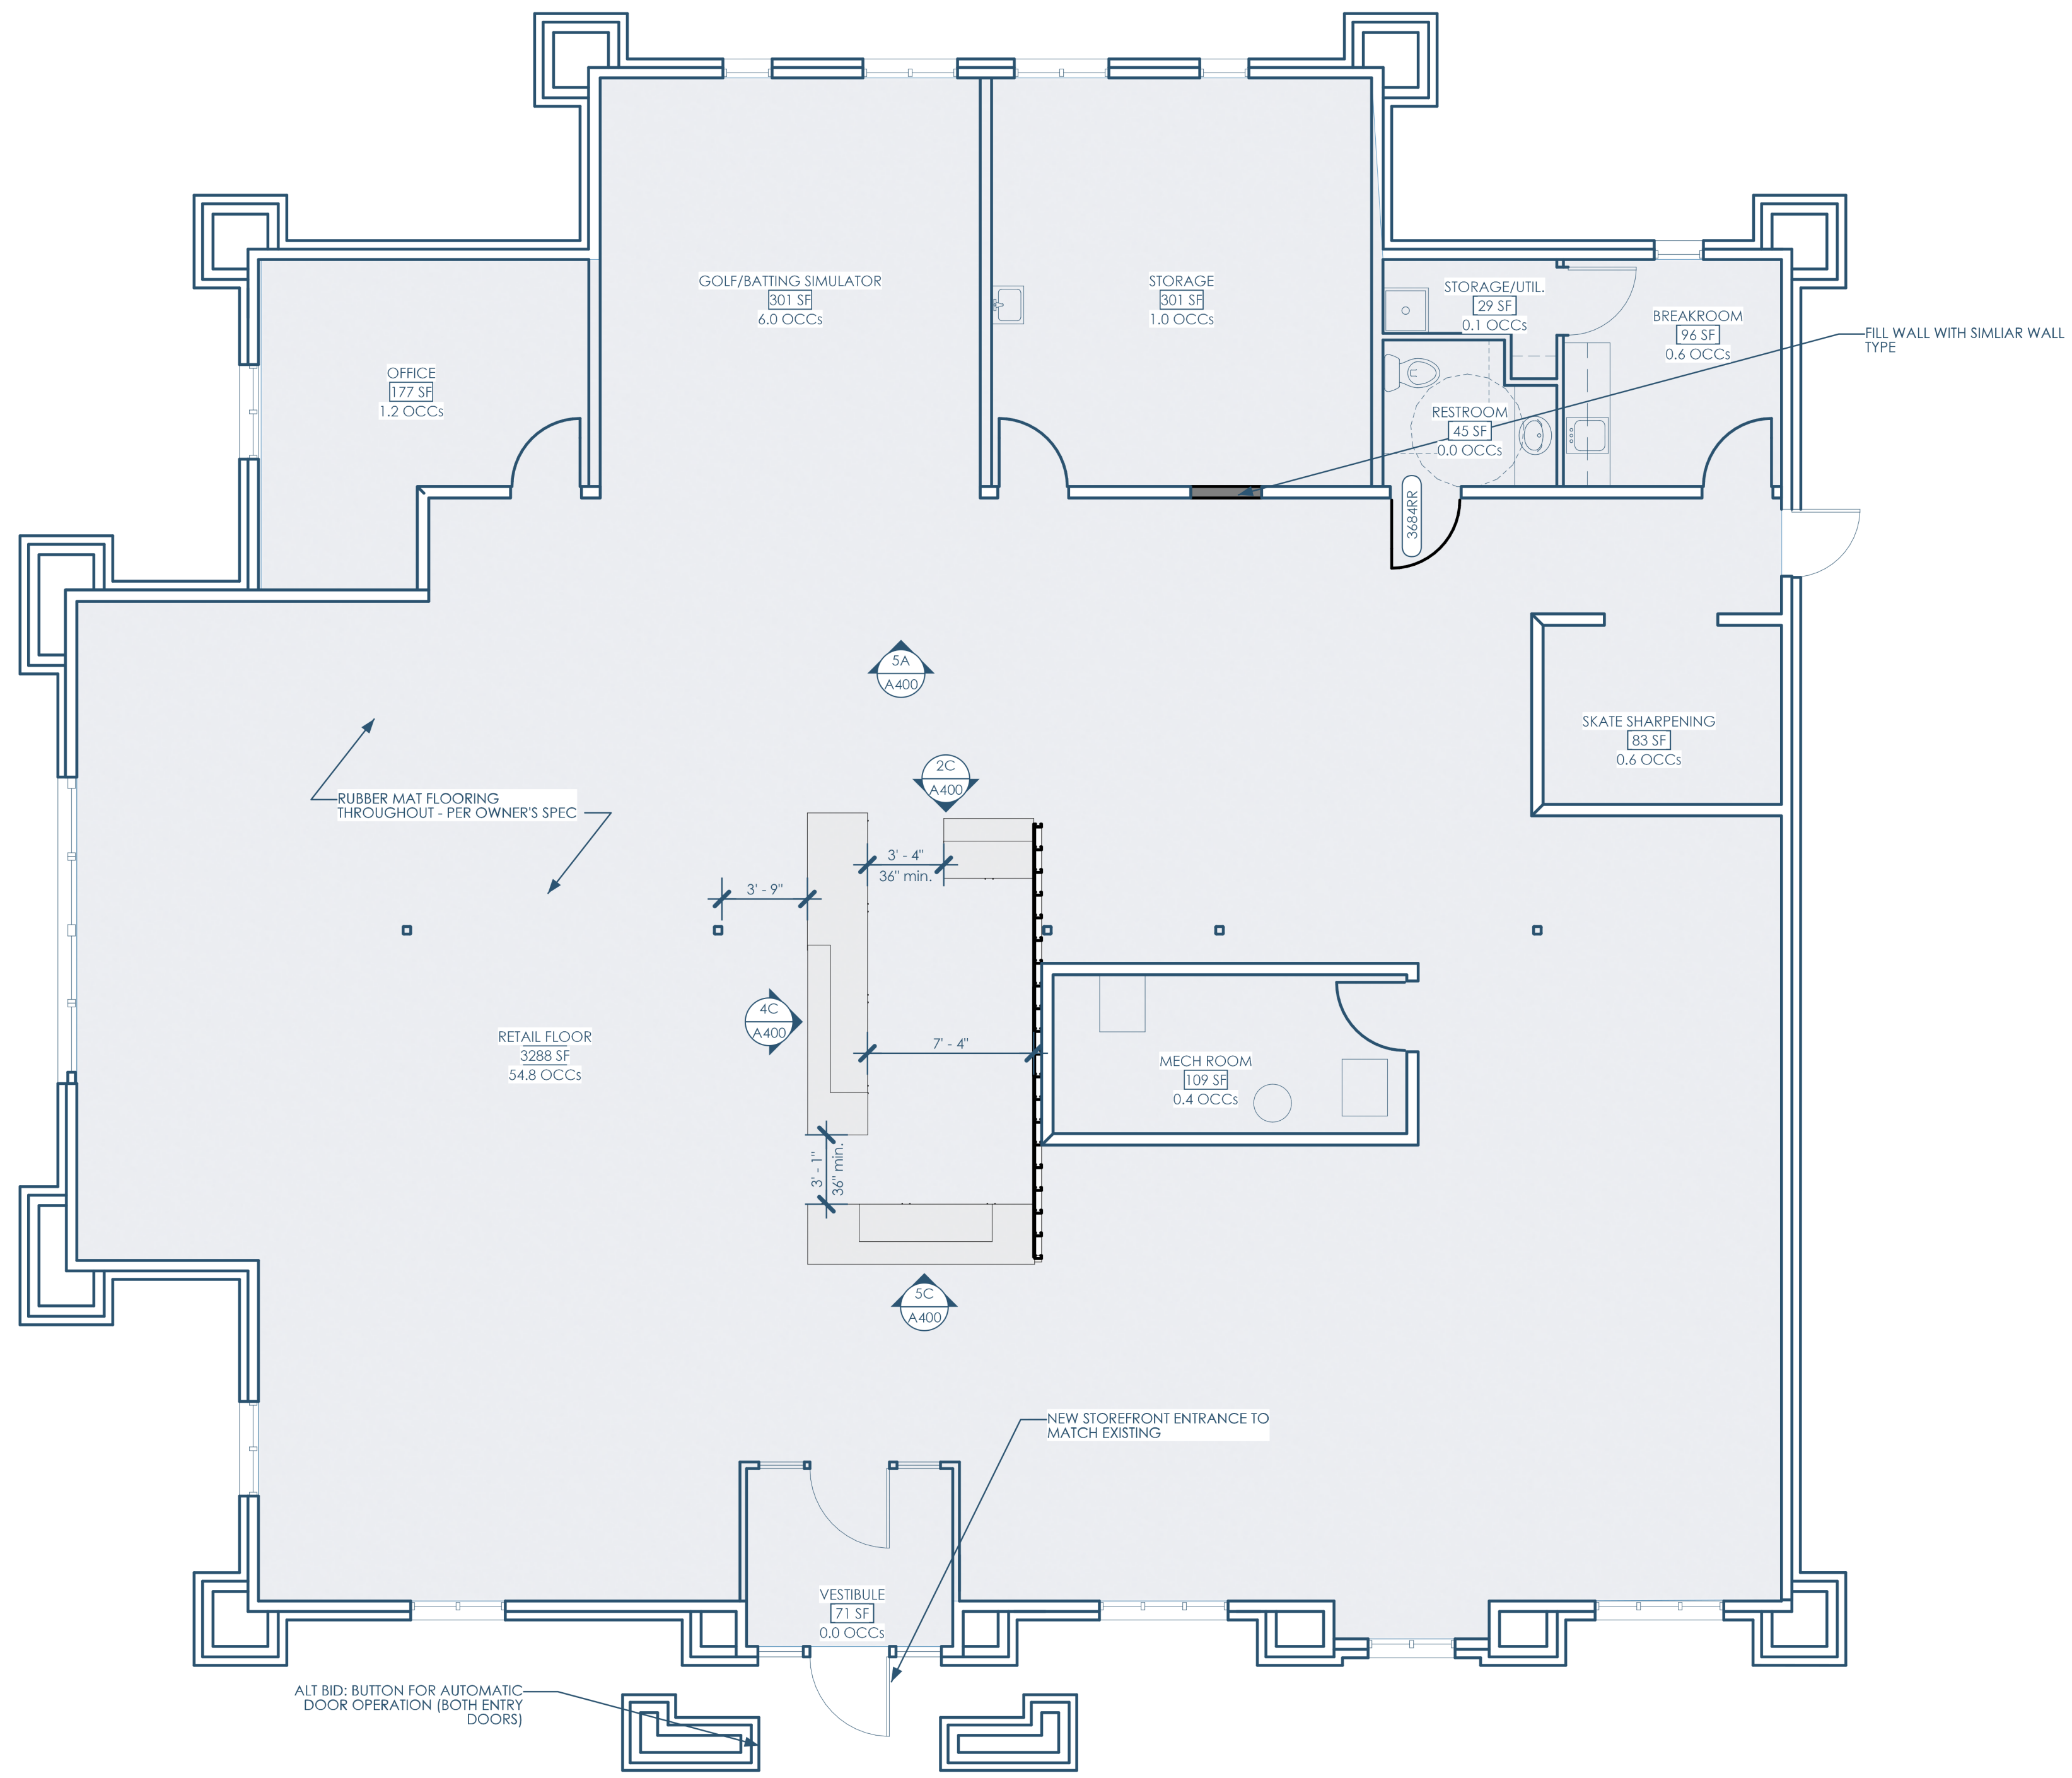 GOLF/BATTING SIMULATOR
301 SF
6.0 OCCs
STORAGE
301 SF
1.0 OCCs
STORAGE/UTIL.
29 SF
0.1 OCCs
BREAKROOM
96 SF
0.6 OCCs
FILL WALL WITH SIMLIAR WALL
TYPE
OFFICE
177 SF
1.2 OCCs
RESTROOM
45 SF
0.0 OCCs
3684RR
5A
A400
SKATE SHARPENING
83 SF
0.6 OCCs
2C
A400
RUBBER MAT FLOORING
THROUGHOUT - PER OWNER'S SPEC
3' - 4"
36" min.
3' - 9"
4C
A400
RETAIL FLOOR
3288 SF
54.8 OCCs
7' - 4"
MECH ROOM
109 SF
0.4 OCCs
3' - 1"
36" min.
5C
A400
NEW STOREFRONT ENTRANCE TO
MATCH EXISTING
VESTIBULE
71 SF
0.0 OCCs
ALT BID: BUTTON FOR AUTOMATIC
DOOR OPERATION (BOTH ENTRY
DOORS)